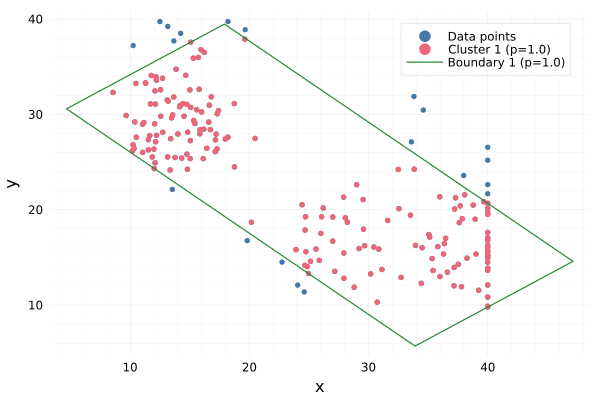 40
30
20
10
y
Data points
Cluster 1 (p=1.0)
Boundary 1 (p=1.0)
10 20 30 40
x